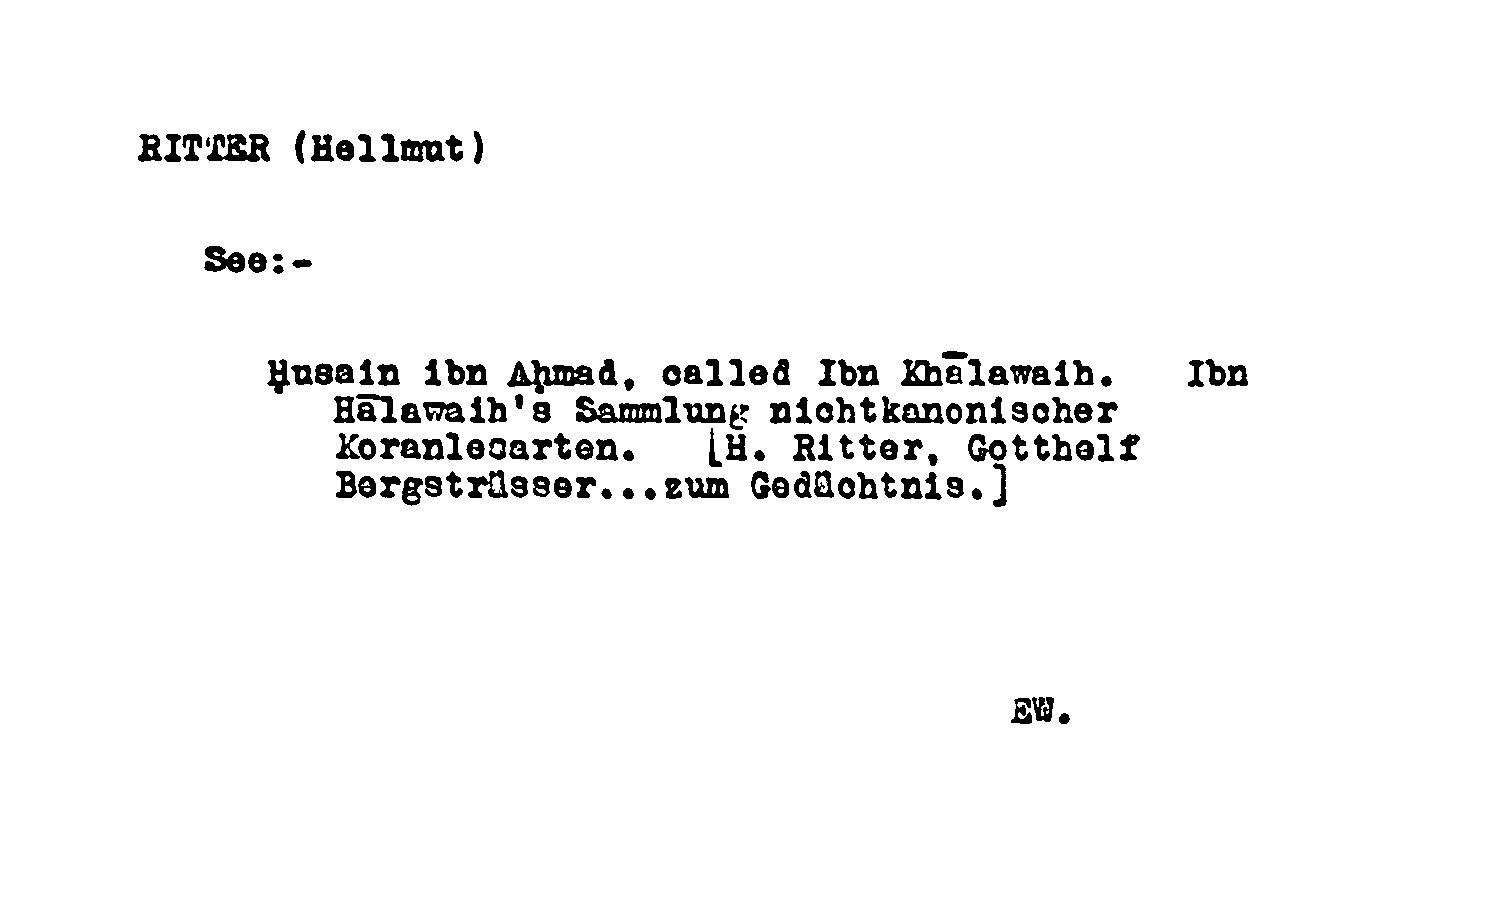 RITTER (Hellmut)
See:-
Ḥusain ibn Aḥmad, called Ibn Khālawaih. Ibn
Hālawaih's Sammlung nichtkanonischer
Koranlesarten. [H. Ritter, Gotthelf
Bergsträsser...zum Gedächtnis.]
EW.